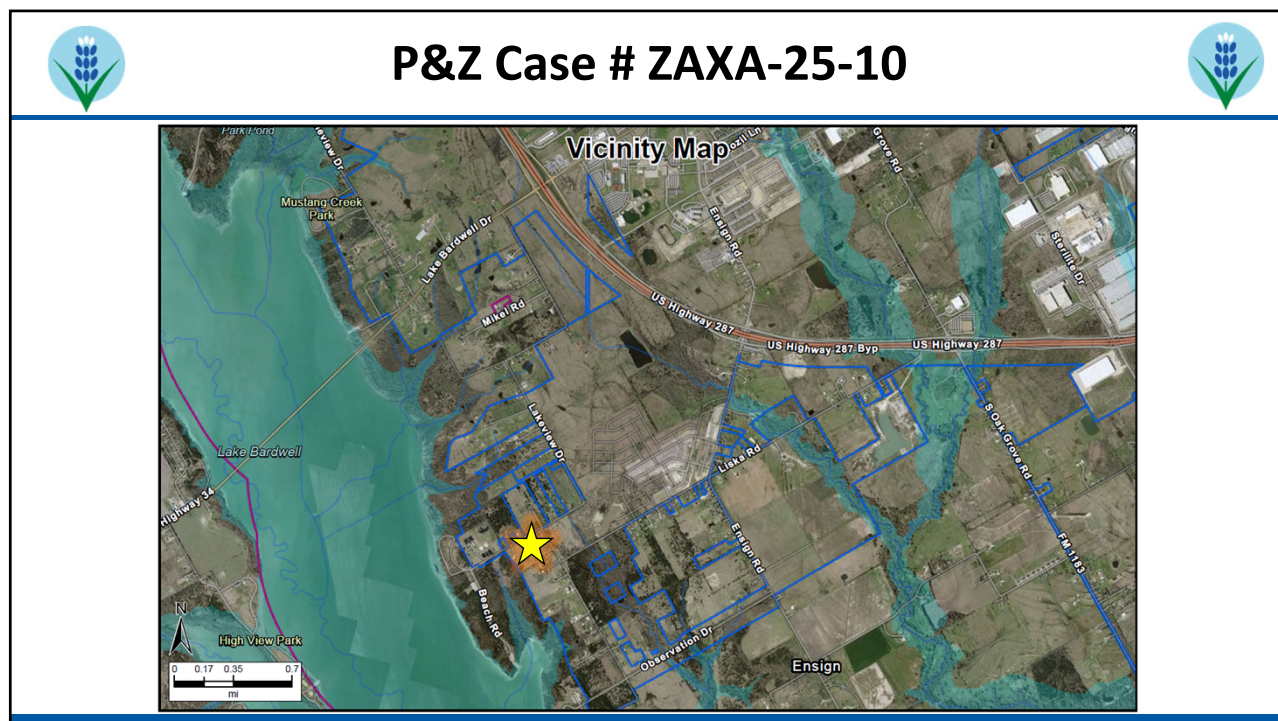 P&Z Case # ZAXA-25-10
Vicinity Map
Park Pond
Mustang Creek
Park
Lake Bardwell Dr
Mikel Rd
Ensign Rd
Grove Rd
Sterilite Dr
US Highway 287
US Highway 287 Byp
US Highway 287
Lakeview Dr
Liska Rd
S Oak Grove Rd
Lake Bardwell
Highway 34
Ensign Rd
FM 1183
Beach Rd
Observation Dr
N
High View Park
Ensign
0 0.17 0.35 0.7
mi